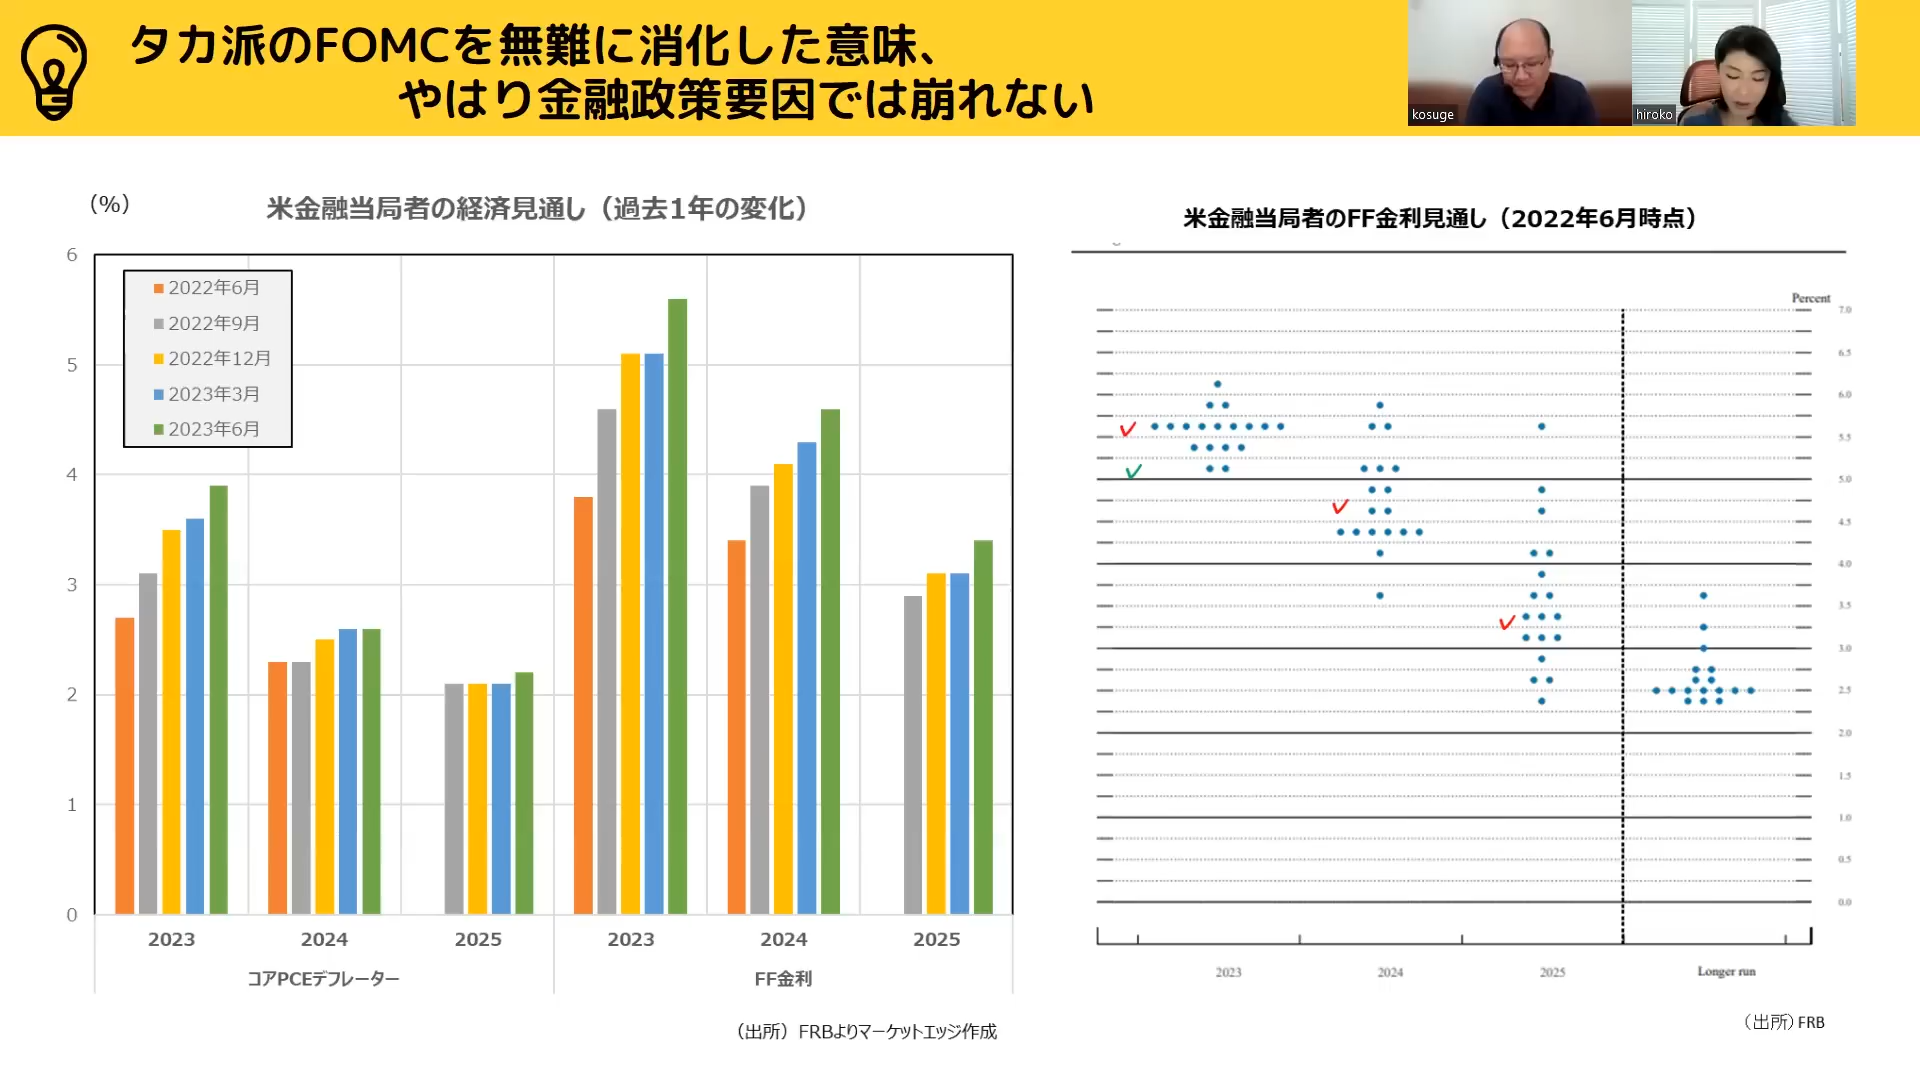 タカ派のFOMCを無難に消化した意味、
やはり金融政策要因では崩れない
kosuge
hiroko
(%)
米金融当局者の経済見通し（過去1年の変化）
6
5
4
3
2
1
0
2022年6月
2022年9月
2022年12月
2023年3月
2023年6月
2023
2024
2025
2023
2024
2025
コアPCEデフレーター
FF金利
（出所）FRBよりマーケットエッジ作成
米金融当局者のFF金利見通し（2022年6月時点）
Percent
7.0
6.5
6.0
5.5
5.0
4.5
4.0
3.5
3.0
2.5
2.0
1.5
1.0
0.5
0.0
2023
2024
2025
Longer run
（出所）FRB